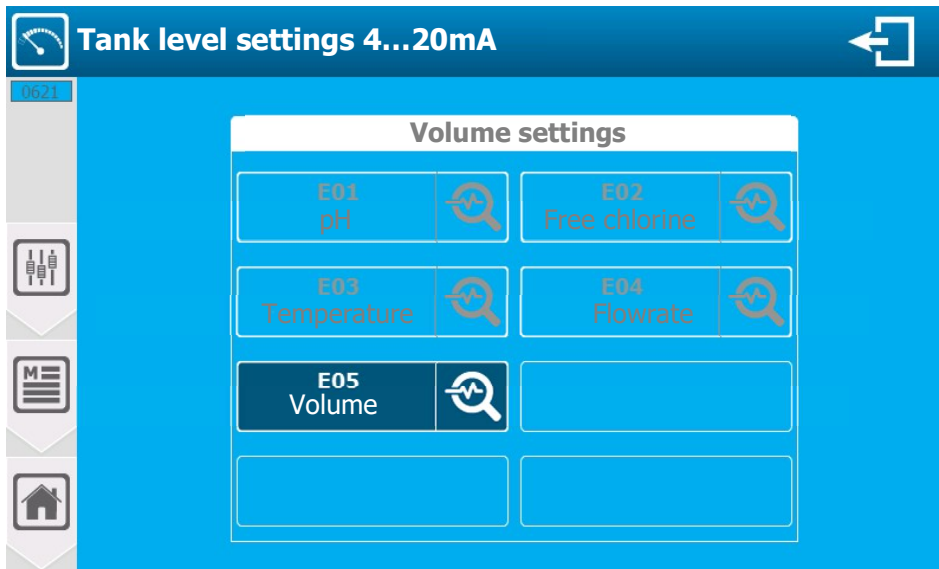 Tank level settings 4...20mA
0621
Volume settings
E01
pH
E02
Free chlorine
E03
Temperature
E04
Flowrate
M
E05
Volume